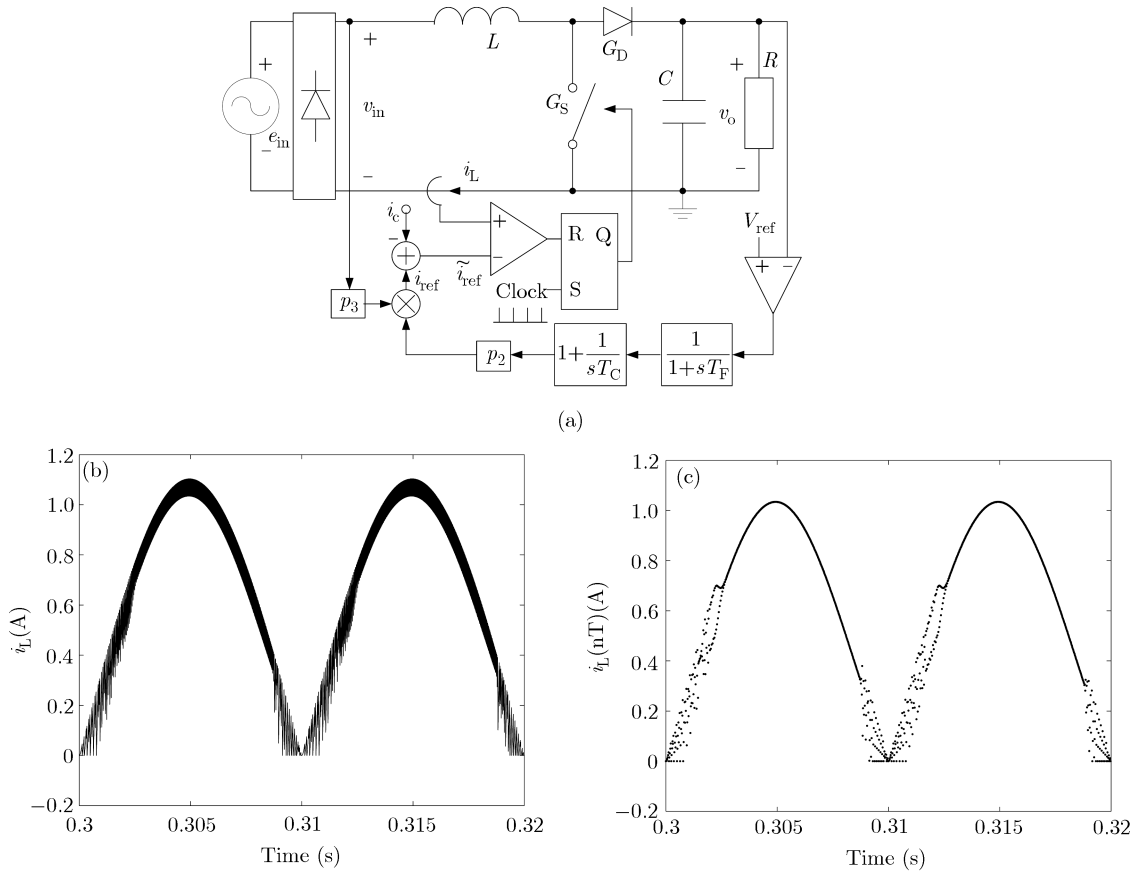 L
G_D
C
R
+
+
+
v_in
G_S
v_o
e_in
−
−
−
i_L
i_c
−
+
+
−
R
Q
S
V_ref
+
−
ĩ_ref
i_ref
Clock
p_3
×
p_2
1+ 1/(sT_C)
1/(1+sT_F)
(a)
(b)
1.2
1.0
0.8
0.6
0.4
0.2
0
−0.2
i_L(A)
0.3 0.305 0.31 0.315 0.32
Time (s)
(c)
1.2
1.0
0.8
0.6
0.4
0.2
0
−0.2
i_L(nT)(A)
0.3 0.305 0.31 0.315 0.32
Time (s)